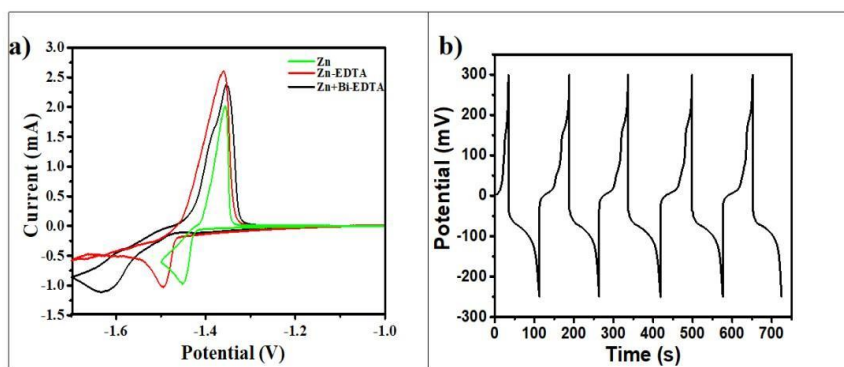 a)
3.0
2.5
2.0
1.5
1.0
0.5
0.0
-0.5
-1.0
-1.5
Current (mA)
Zn
Zn-EDTA
Zn+Bi-EDTA
-1.6 -1.4 -1.2 -1.0
Potential (V)
b)
300
200
100
0
-100
-200
-300
Potential (mV)
0 100 200 300 400 500 600 700
Time (s)